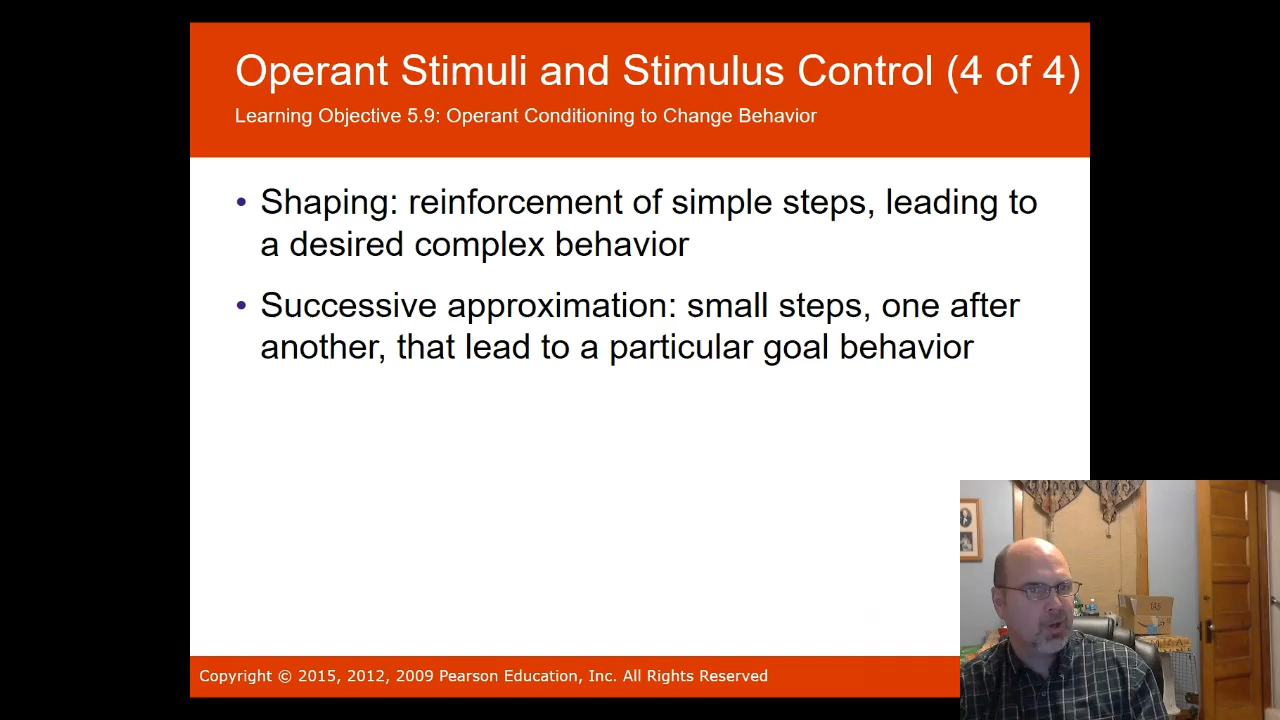 Operant Stimuli and Stimulus Control (4 of 4)
Learning Objective 5.9: Operant Conditioning to Change Behavior
• Shaping: reinforcement of simple steps, leading to
a desired complex behavior
• Successive approximation: small steps, one after
another, that lead to a particular goal behavior
Copyright © 2015, 2012, 2009 Pearson Education, Inc. All Rights Reserved